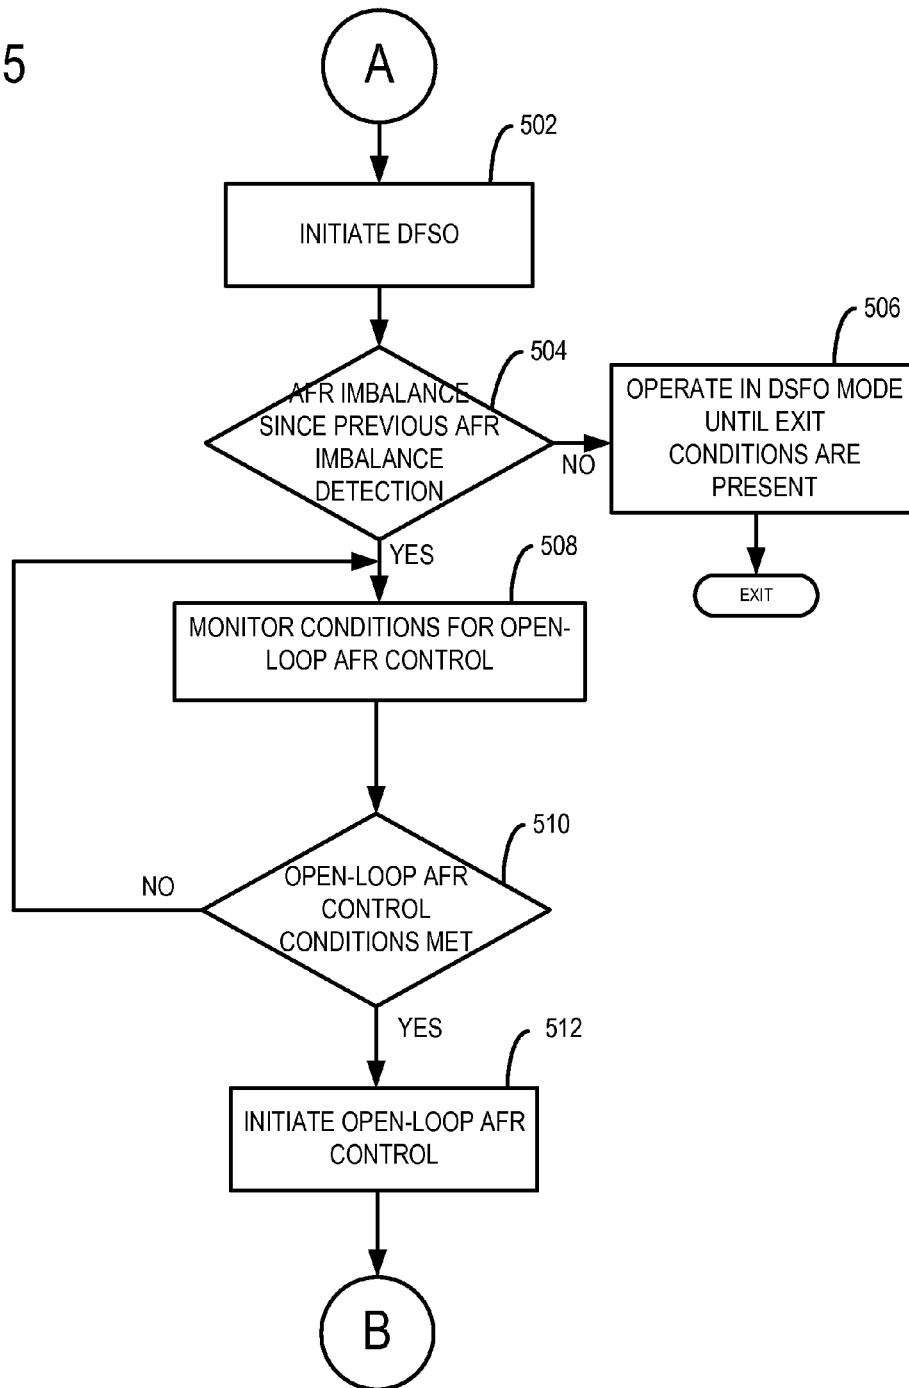 5
A
502
INITIATE DFSO
504
AFR IMBALANCE
SINCE PREVIOUS AFR
IMBALANCE
DETECTION
NO
506
OPERATE IN DSFO MODE
UNTIL EXIT
CONDITIONS ARE
PRESENT
EXIT
YES
508
MONITOR CONDITIONS FOR OPEN-
LOOP AFR CONTROL
510
OPEN-LOOP AFR
CONTROL
CONDITIONS MET
NO
YES
512
INITIATE OPEN-LOOP AFR
CONTROL
B